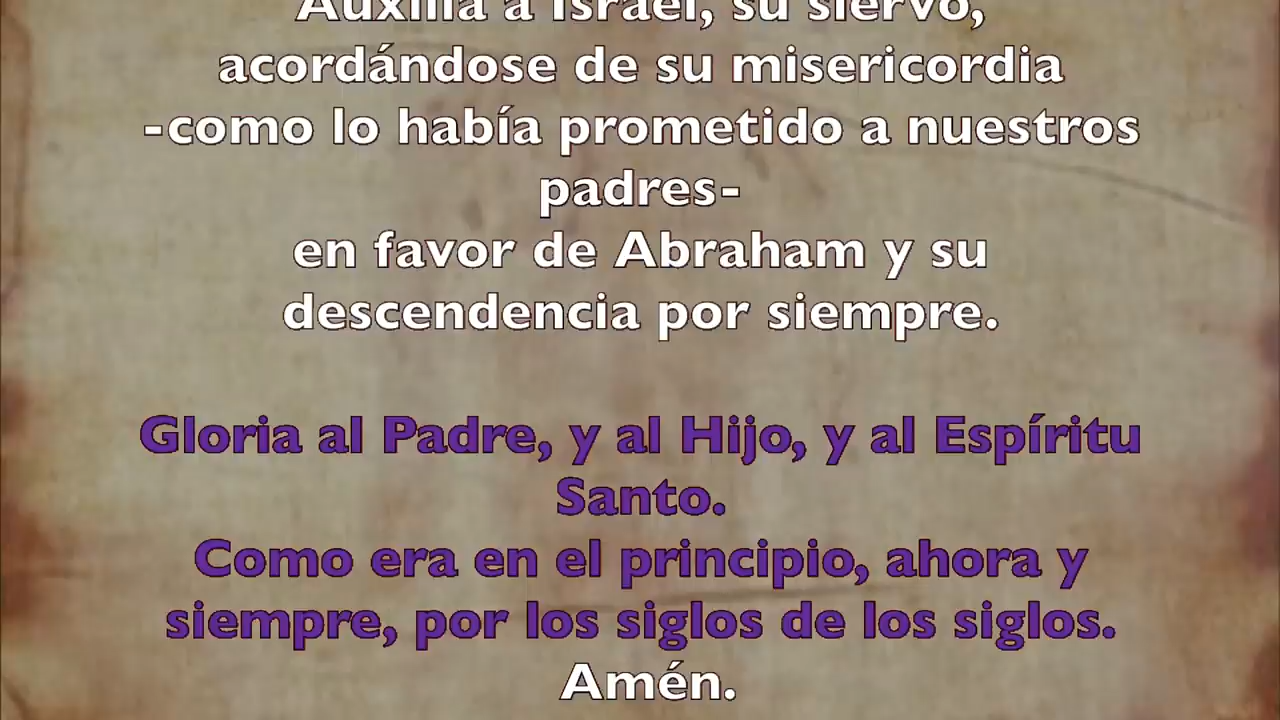 Auxilia a Israel, su siervo,
acordándose de su misericordia
-como lo había prometido a nuestros
padres-
en favor de Abraham y su
descendencia por siempre.
Gloria al Padre, y al Hijo, y al Espíritu
Santo.
Como era en el principio, ahora y
siempre, por los siglos de los siglos.
Amén.